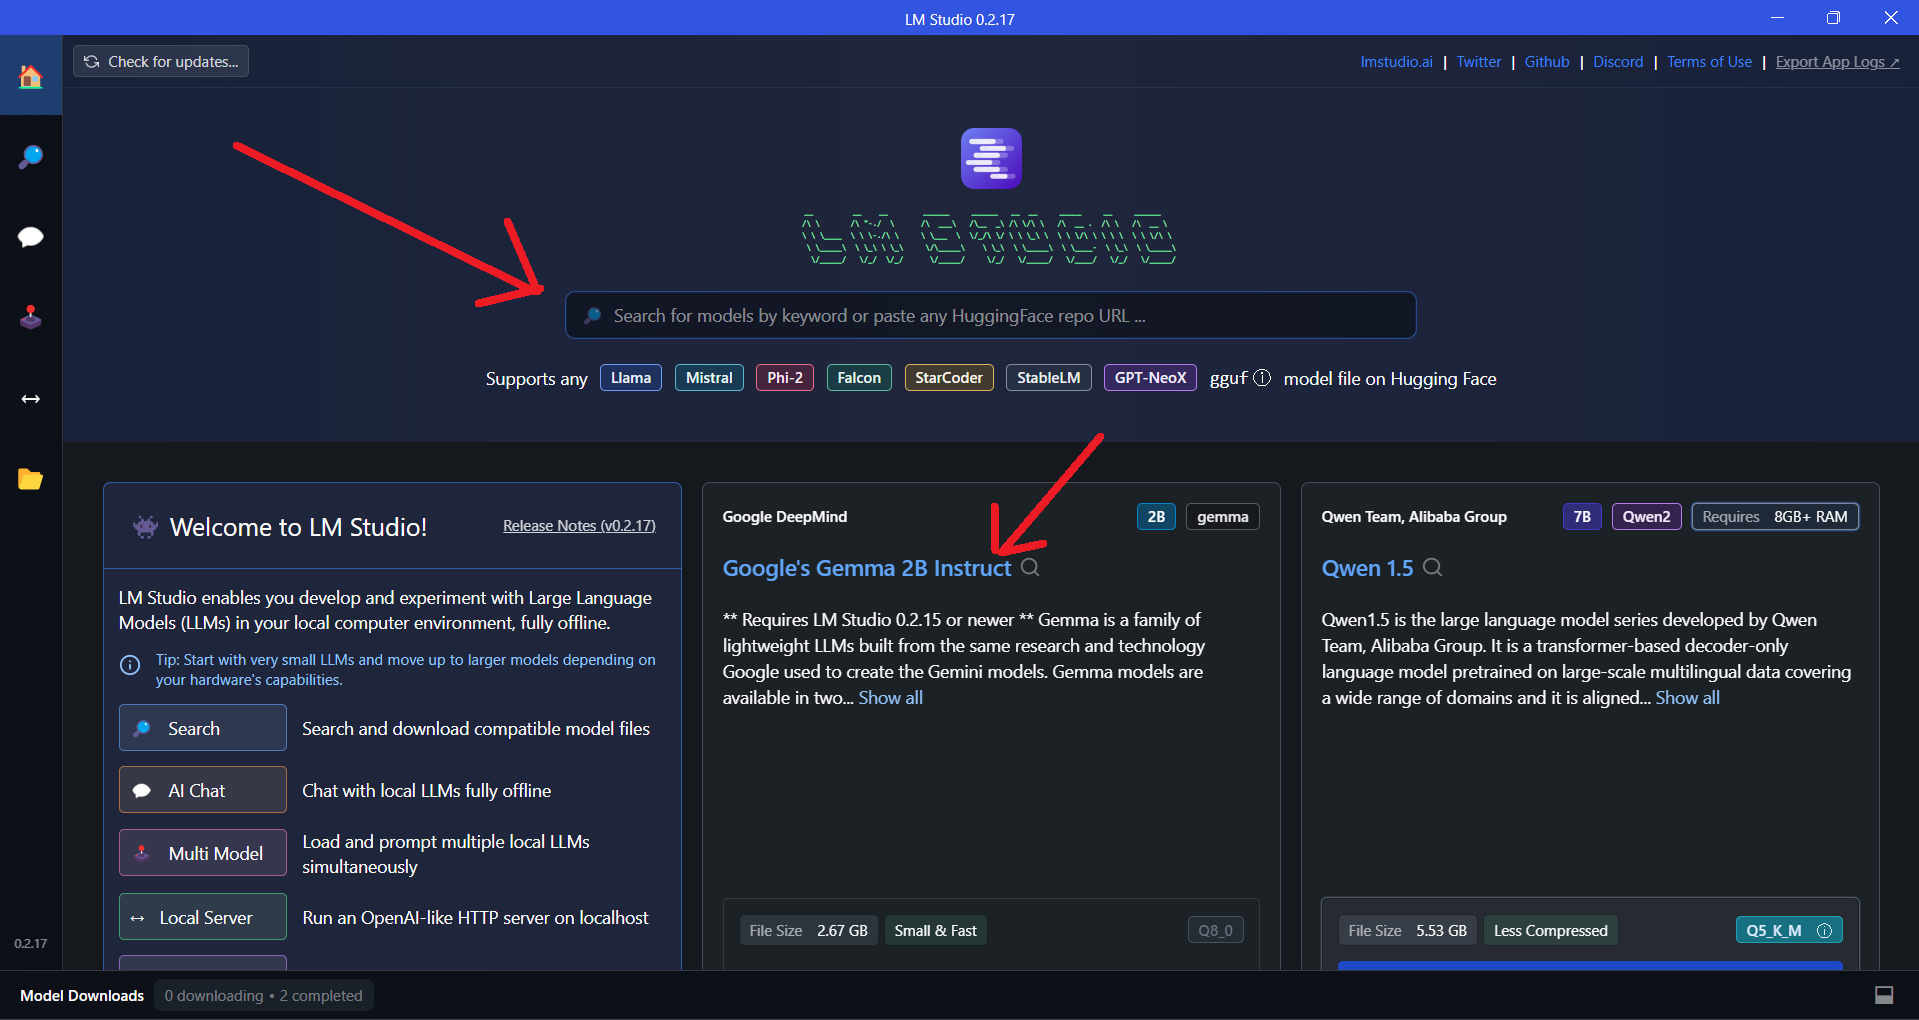 LM Studio 0.2.17
Check for updates...
lmstudio.ai | Twitter | Github | Discord | Terms of Use | Export App Logs ↗
LM STUDIO
Search for models by keyword or paste any HuggingFace repo URL ...
Supports any Llama Mistral Phi-2 Falcon StarCoder StableLM GPT-NeoX gguf ⓘ model file on Hugging Face
Welcome to LM Studio!
Release Notes (v0.2.17)
LM Studio enables you develop and experiment with Large Language
Models (LLMs) in your local computer environment, fully offline.
Tip: Start with very small LLMs and move up to larger models depending on
your hardware's capabilities.
Search
Search and download compatible model files
AI Chat
Chat with local LLMs fully offline
Multi Model
Load and prompt multiple local LLMs
simultaneously
Local Server
Run an OpenAI-like HTTP server on localhost
Google DeepMind
2B gemma
Google's Gemma 2B Instruct
** Requires LM Studio 0.2.15 or newer ** Gemma is a family of
lightweight LLMs built from the same research and technology
Google used to create the Gemini models. Gemma models are
available in two... Show all
File Size 2.67 GB Small & Fast Q8_0
Qwen Team, Alibaba Group
7B Qwen2 Requires 8GB+ RAM
Qwen 1.5
Qwen1.5 is the large language model series developed by Qwen
Team, Alibaba Group. It is a transformer-based decoder-only
language model pretrained on large-scale multilingual data covering
a wide range of domains and it is aligned... Show all
File Size 5.53 GB Less Compressed Q5_K_M ⓘ
0.2.17
Model Downloads 0 downloading • 2 completed